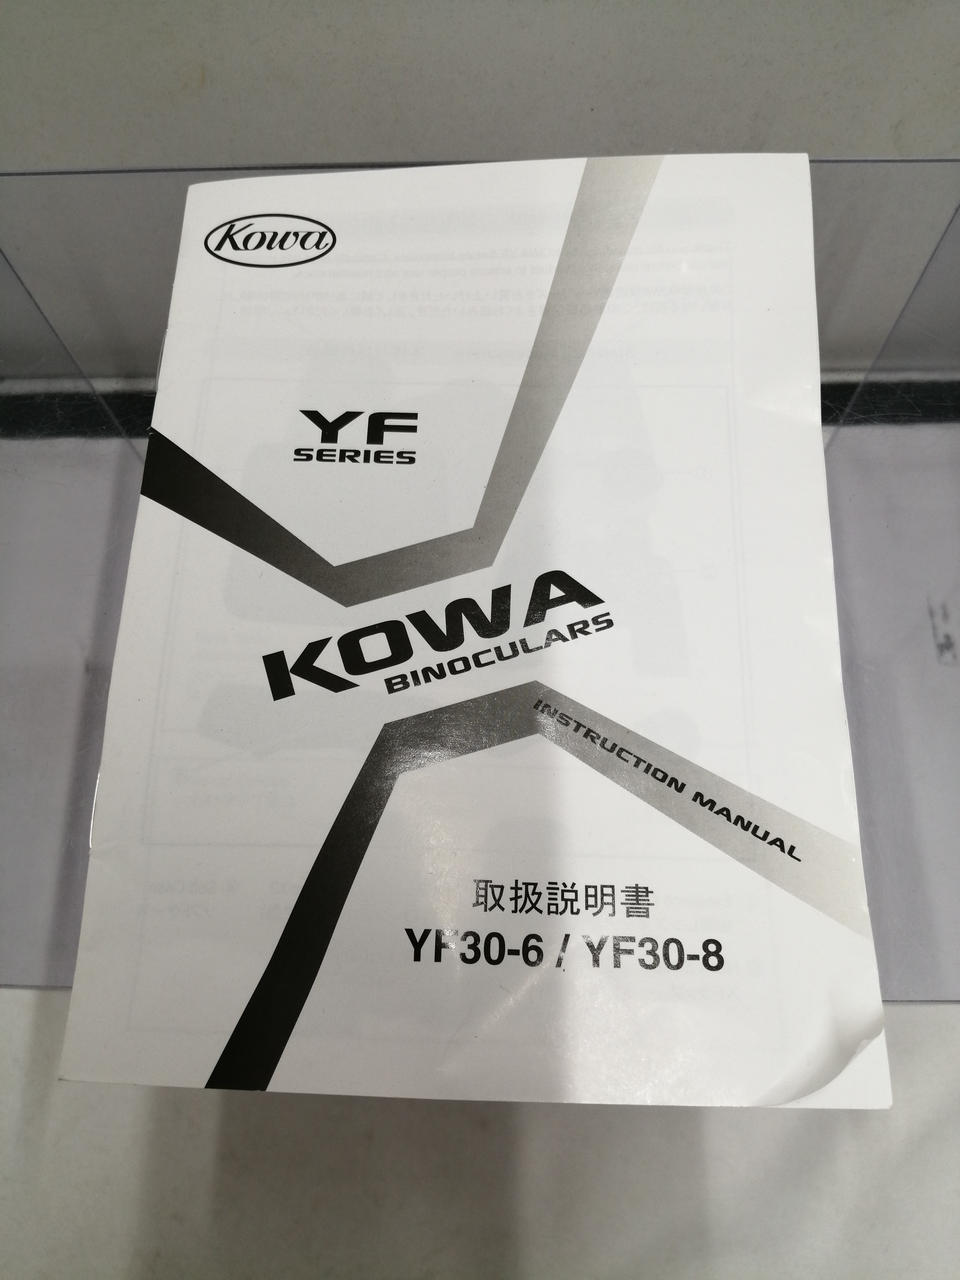 Kowa
YF
SERIES
KOWA
BINOCULARS
INSTRUCTION MANUAL
取扱説明書
YF30-6 / YF30-8